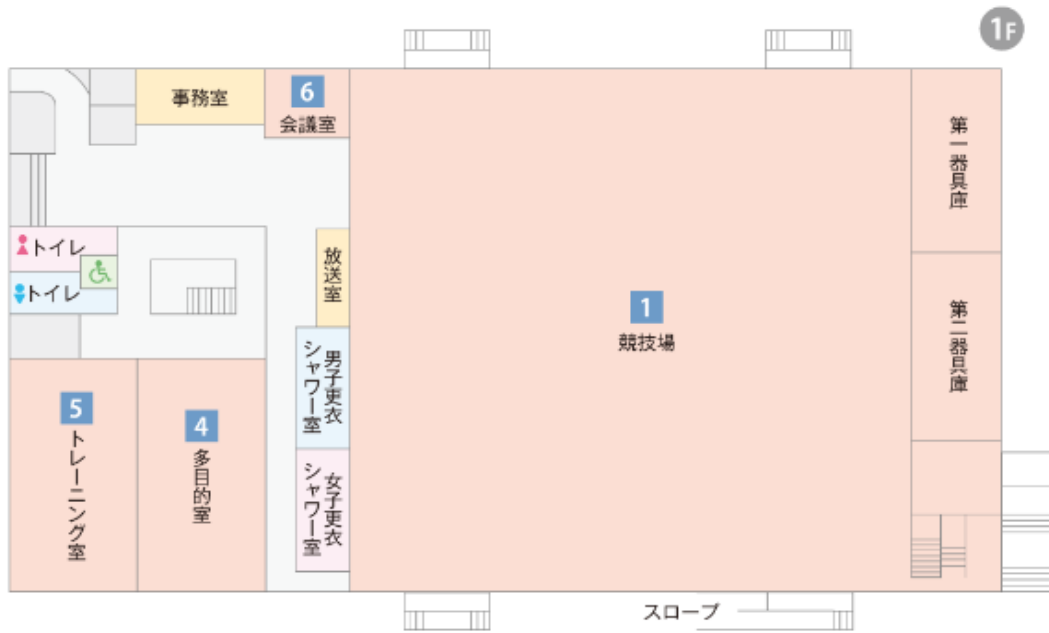 1F
事務室
6
会議室
第一器具庫
トイレ
トイレ
放送室
1
競技場
第二器具庫
男子更衣
シャワー室
5
トレーニング室
4
多目的室
女子更衣
シャワー室
スロープ